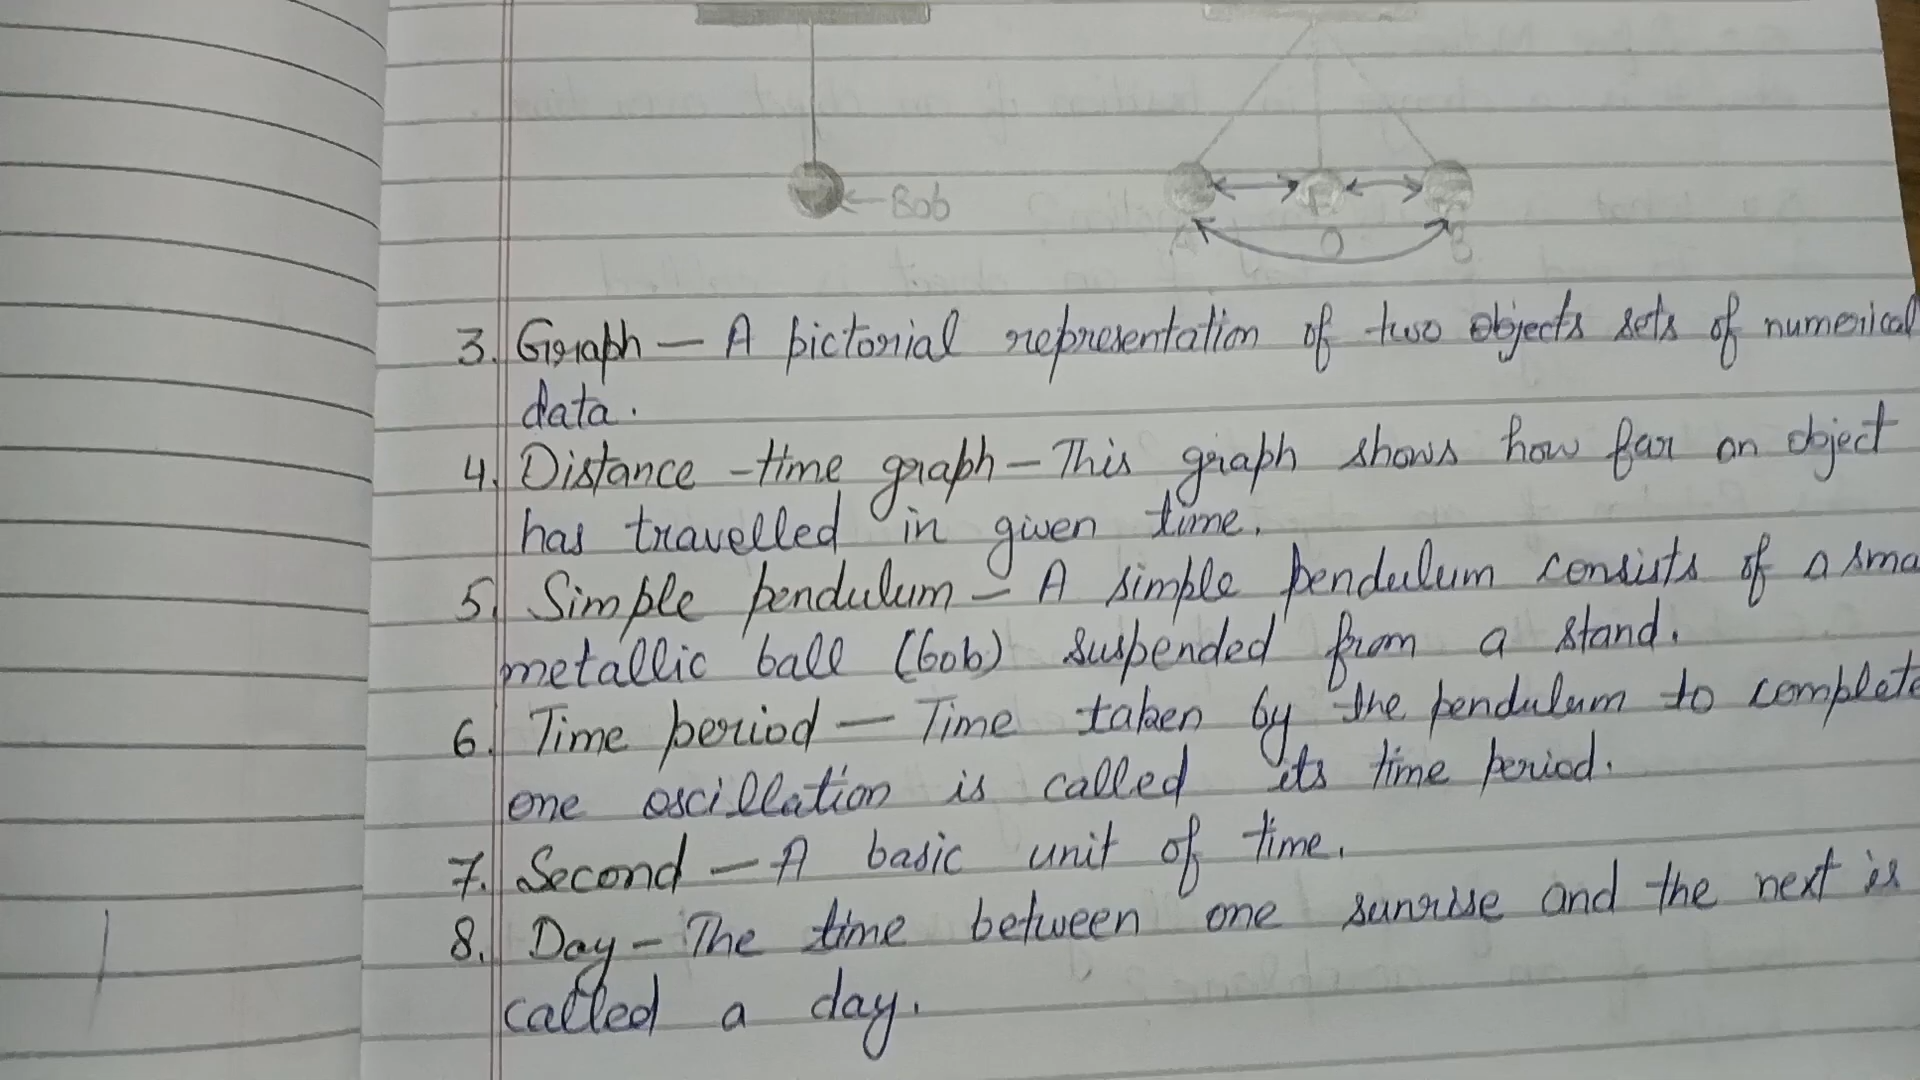 Bob
A O B
3. Graph — A pictorial representation of two objects sets of numerical
data.
4. Distance -time graph — This graph shows how far an object
has travelled in given time.
5. Simple pendulum — A simple pendulum consists of a sma
metallic ball (bob) suspended from a stand.
6. Time period — Time taken by the pendulum to complete
one oscillation is called its time period.
7. Second — A basic unit of time.
8. Day — The time between one sunrise and the next is
called a day.